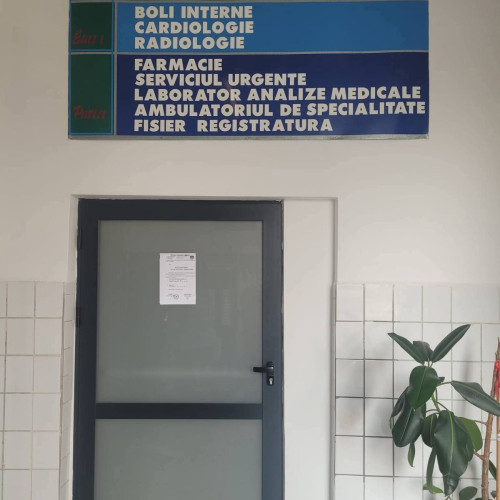 BOLI INTERNE
CARDIOLOGIE
RADIOLOGIE
FARMACIE
SERVICIUL URGENTE
LABORATOR ANALIZE MEDICALE
AMBULATORIUL DE SPECIALITATE
FISIER REGISTRATURA